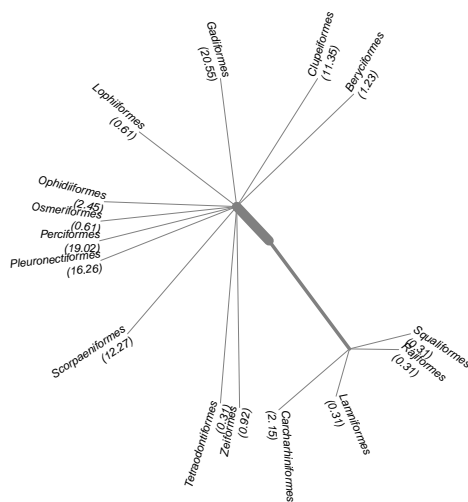 Gadiformes
(20.55)
Clupeiformes
(11.35)
Beryciformes
(1.23)
Lophiiformes
(0.61)
Ophidiiformes
(2.45)
Osmeriformes
(0.61)
Perciformes
(19.02)
Pleuronectiformes
(16.26)
Scorpaeniformes
(12.27)
Tetraodontiformes
(0.31)
Zeiformes
(0.92)
Carcharhiniformes
(2.15)
Lamniformes
(0.31)
Squaliformes
(0.31)
Rajiformes
(0.31)